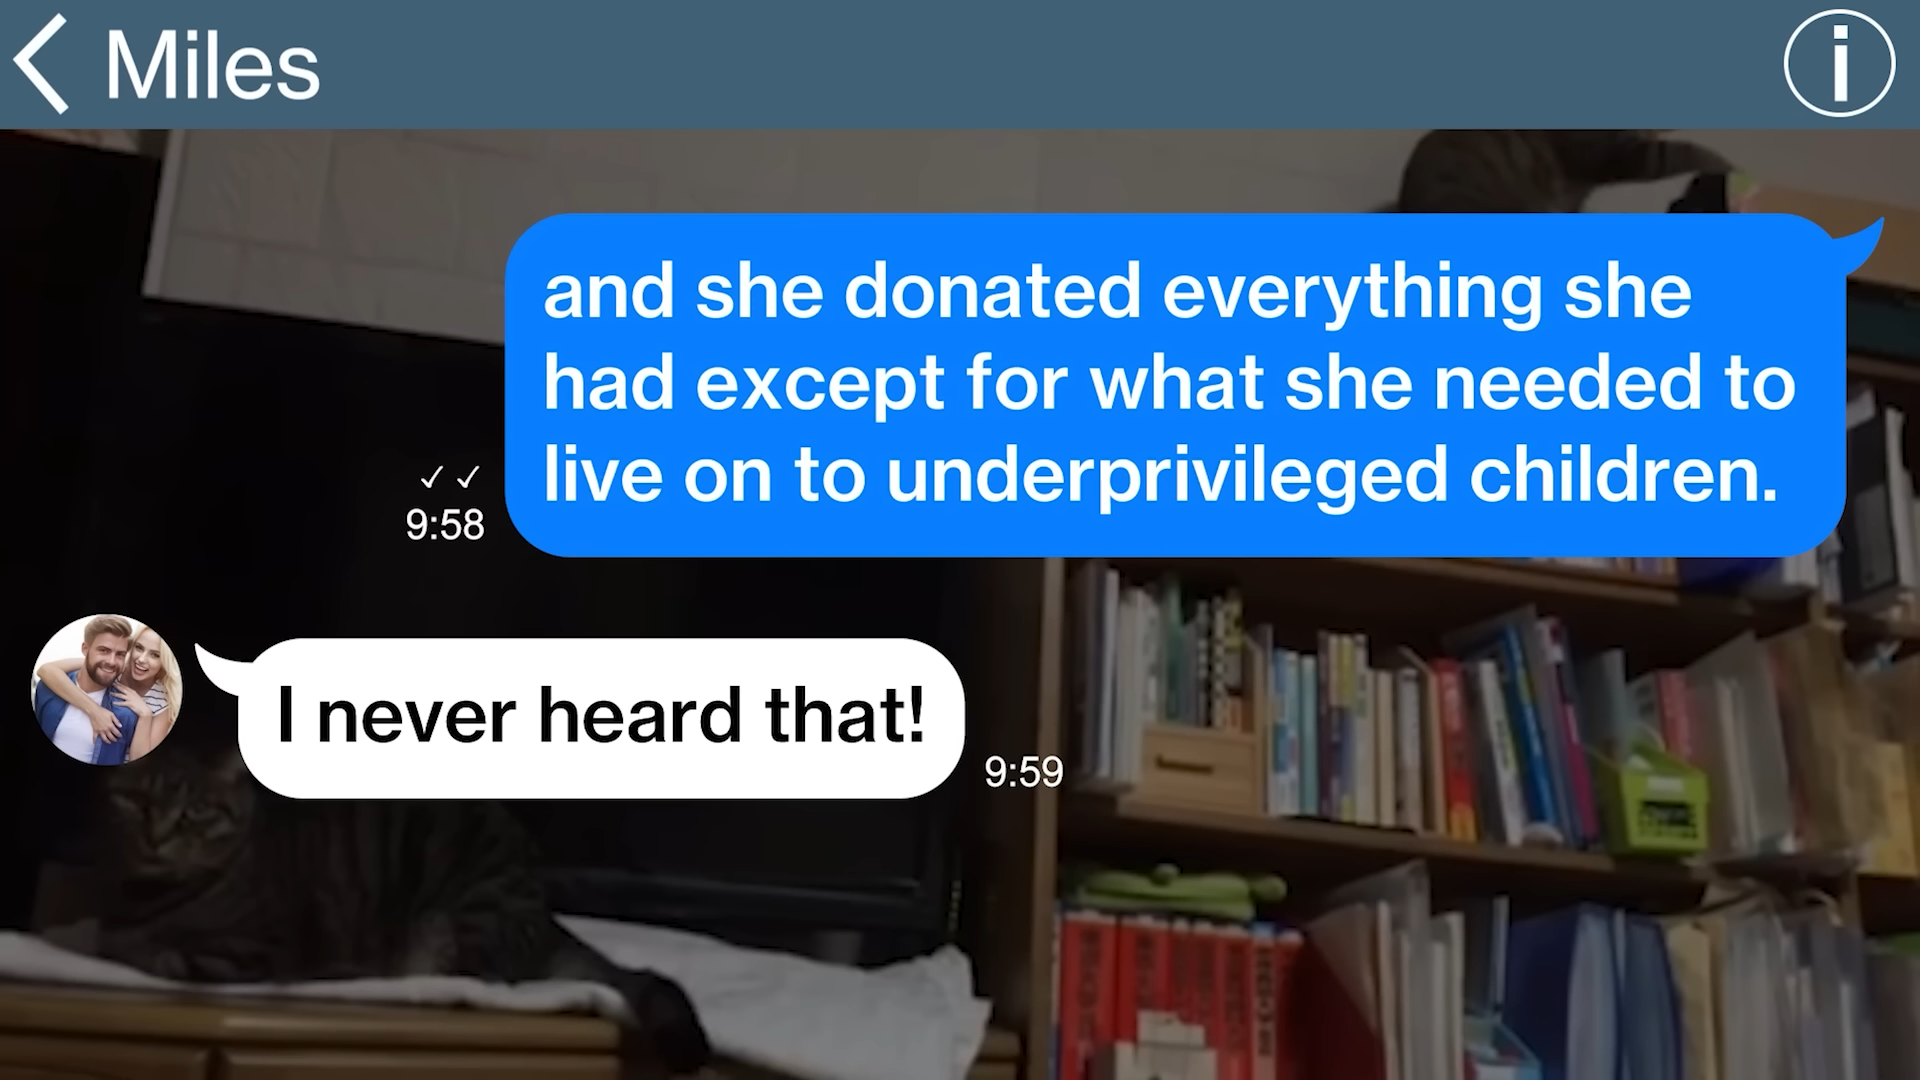 Miles
and she donated everything she
had except for what she needed to
live on to underprivileged children.
✓✓
9:58
I never heard that!
9:59